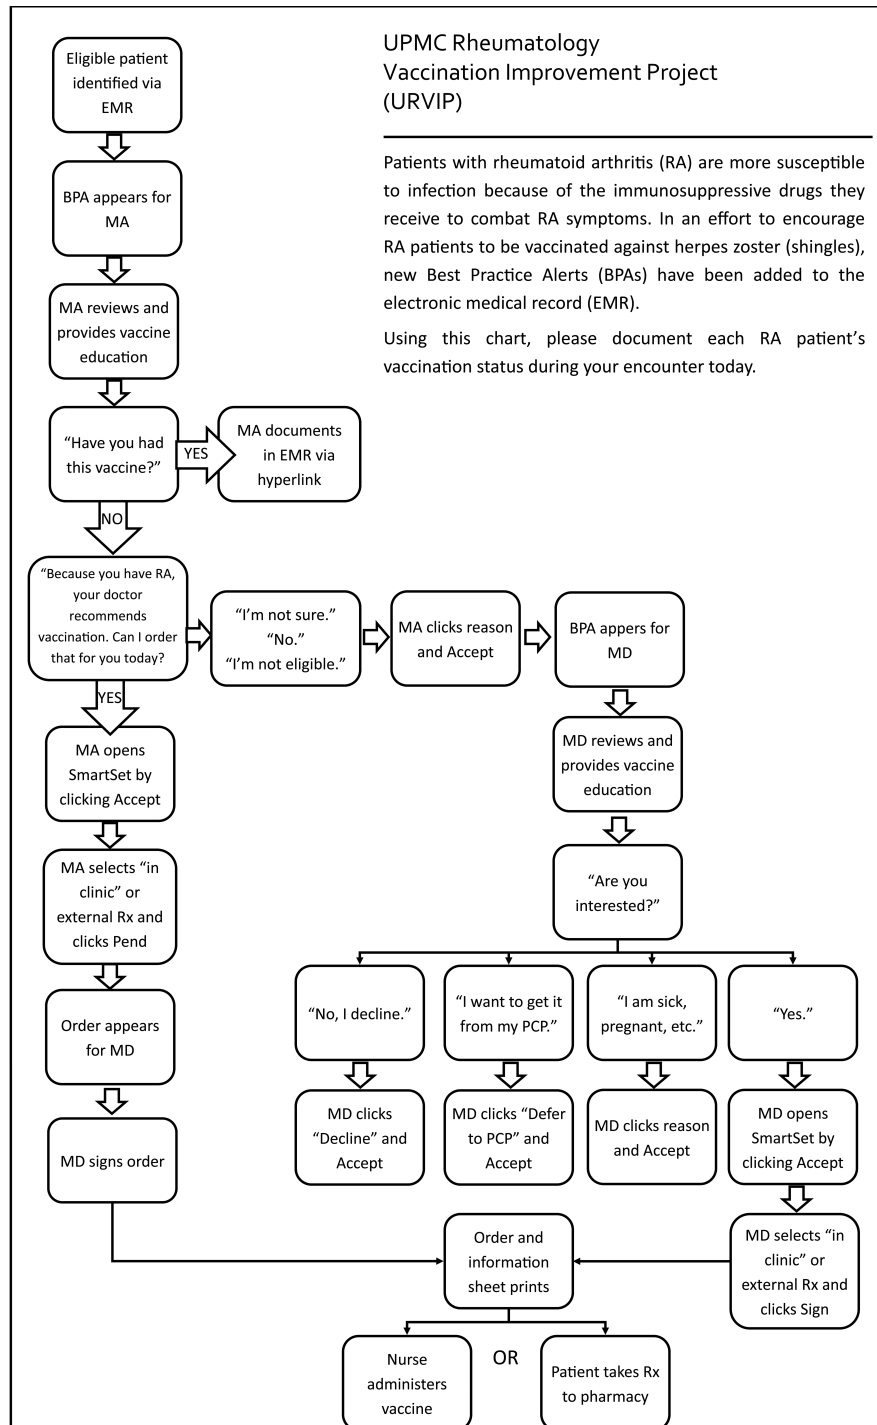 UPMC Rheumatology
Vaccination Improvement Project
(URVIP)
Patients with rheumatoid arthritis (RA) are more susceptible
to infection because of the immunosuppressive drugs they
receive to combat RA symptoms. In an effort to encourage
RA patients to be vaccinated against herpes zoster (shingles),
new Best Practice Alerts (BPAs) have been added to the
electronic medical record (EMR).
Using this chart, please document each RA patient’s
vaccination status during your encounter today.
Eligible patient
identified via
EMR
BPA appears for
MA
MA reviews and
provides vaccine
education
“Have you had
this vaccine?”
YES
MA documents
in EMR via
hyperlink
NO
“Because you have RA,
your doctor
recommends
vaccination. Can I order
that for you today?
“I’m not sure.”
“No.”
“I’m not eligible.”
MA clicks reason
and Accept
BPA appers for
MD
YES
MA opens
SmartSet by
clicking Accept
MA selects “in
clinic” or
external Rx and
clicks Pend
Order appears
for MD
MD signs order
MD reviews and
provides vaccine
education
“Are you
interested?”
“No, I decline.”
“I want to get it
from my PCP.”
“I am sick,
pregnant, etc.”
“Yes.”
MD clicks
“Decline” and
Accept
MD clicks “Defer
to PCP” and
Accept
MD clicks reason
and Accept
MD opens
SmartSet by
clicking Accept
MD selects “in
clinic” or
external Rx and
clicks Sign
Order and
information
sheet prints
Nurse
administers
vaccine
OR
Patient takes Rx
to pharmacy